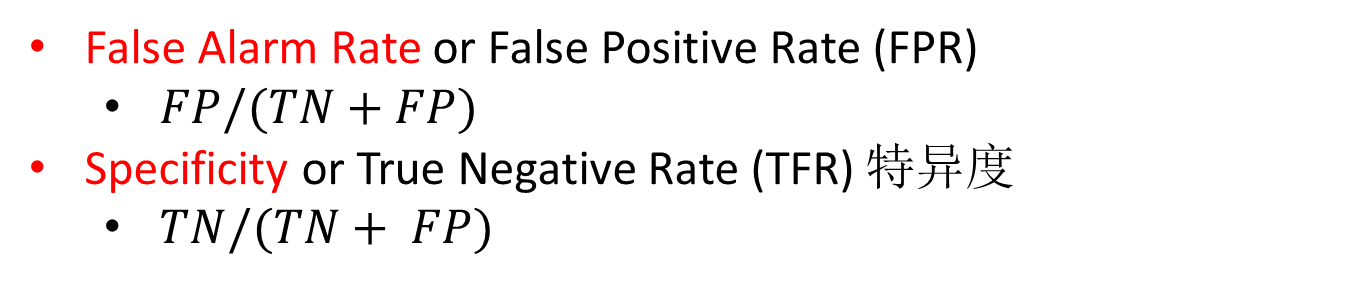 • False Alarm Rate or False Positive Rate (FPR)
• FP/(TN + FP)
• Specificity or True Negative Rate (TFR) 特异度
• TN/(TN + FP)